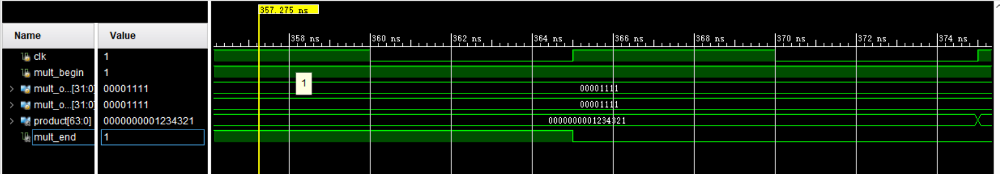 357.275 ns
Name Value 358 ns 360 ns 362 ns 364 ns 366 ns 368 ns 370 ns 372 ns 374 ns
clk 1
mult_begin 1
1
mult_o...[31:0] 00001111 00001111
mult_o...[31:0] 00001111 00001111
product[63:0] 0000000001234321 0000000001234321
mult_end 1